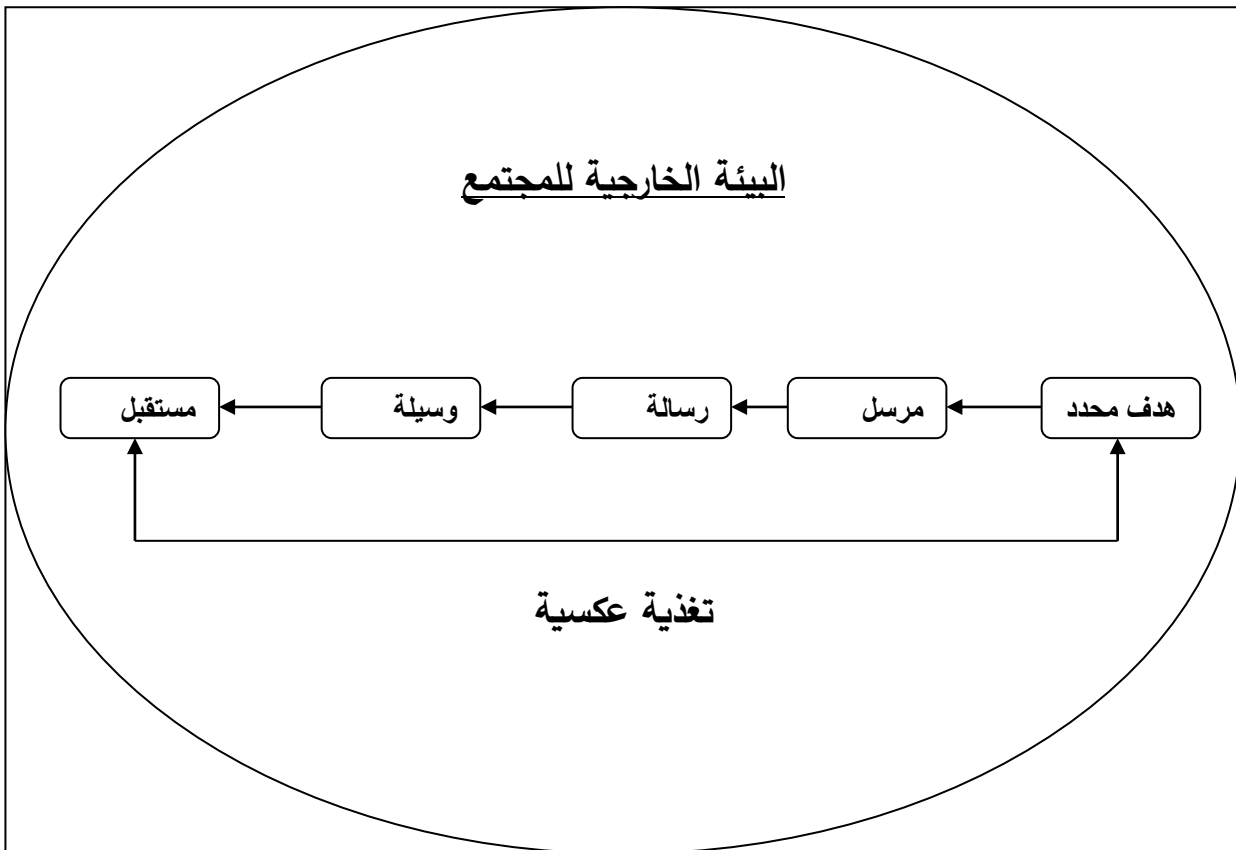 البيئة الخارجية للمجتمع
هدف محدد
مرسل
رسالة
وسيلة
مستقبل
تغذية عكسية